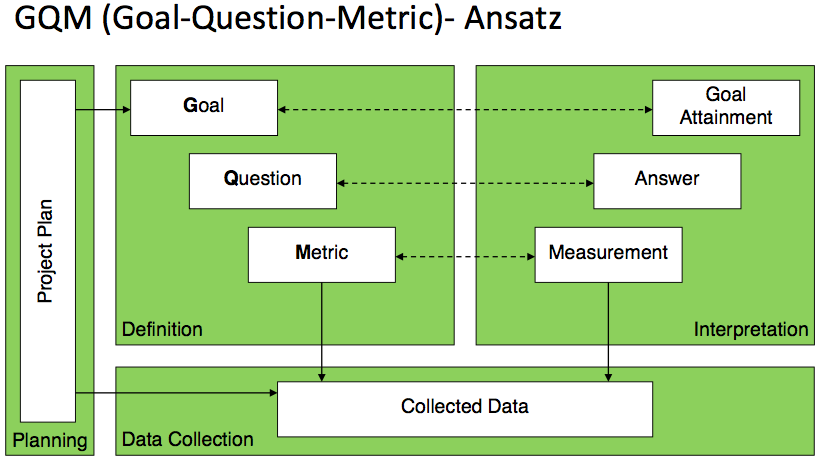 GQM (Goal-Question-Metric)- Ansatz
Project Plan
Planning
Goal
Question
Metric
Definition
Goal
Attainment
Answer
Measurement
Interpretation
Collected Data
Data Collection